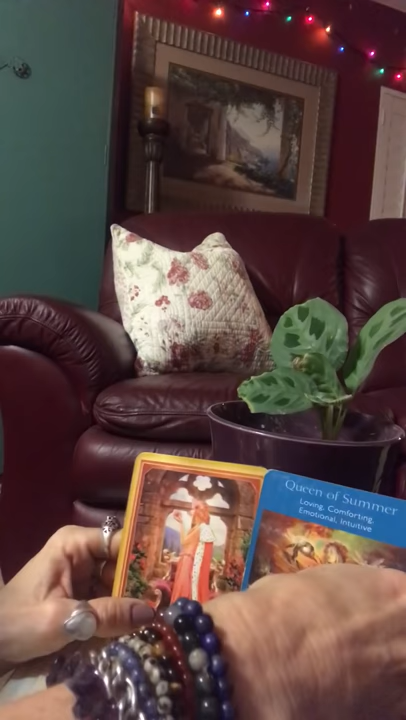 Queen of Summer
Loving, Comforting,
Emotional, Intuitive